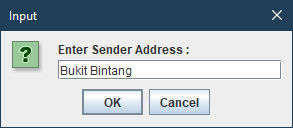 Input
Enter Sender Address :
Bukit Bintang
OK
Cancel